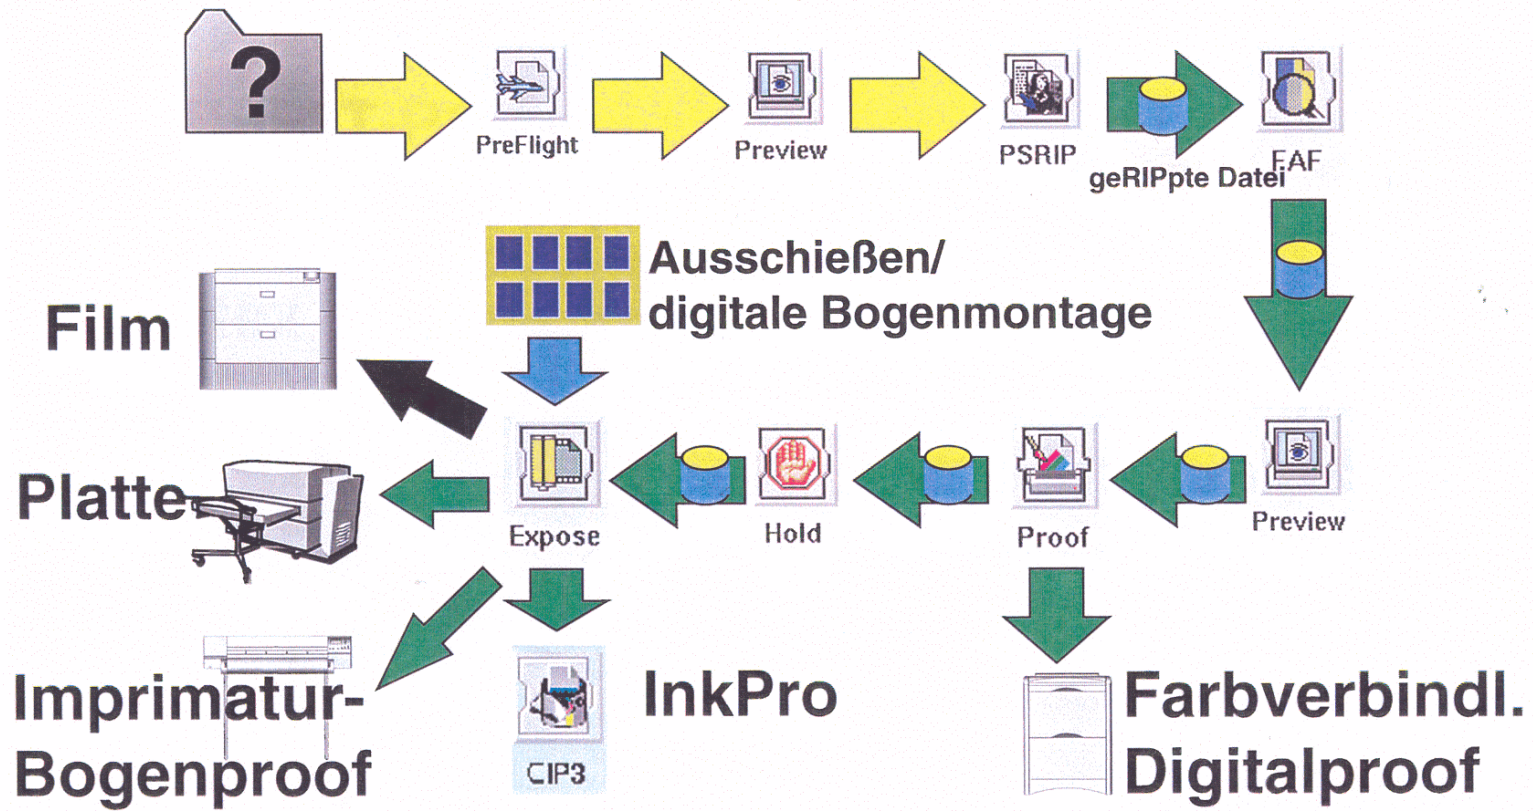 ?
PreFlight
Preview
PSRIP
geRIPpte Datei
FAF
Ausschießen/
digitale Bogenmontage
Film
Platte
Expose
Hold
Proof
Preview
Imprimatur-
Bogenproof
CIP3
InkPro
Farbverbindl.
Digitalproof